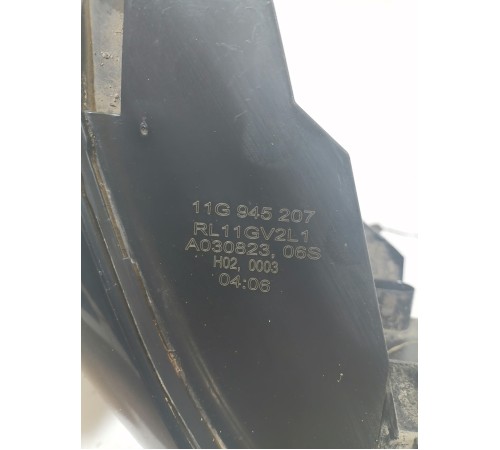 11G 945 207
RL11GV2L1
A030823, 06S
H02, 0003
04:06